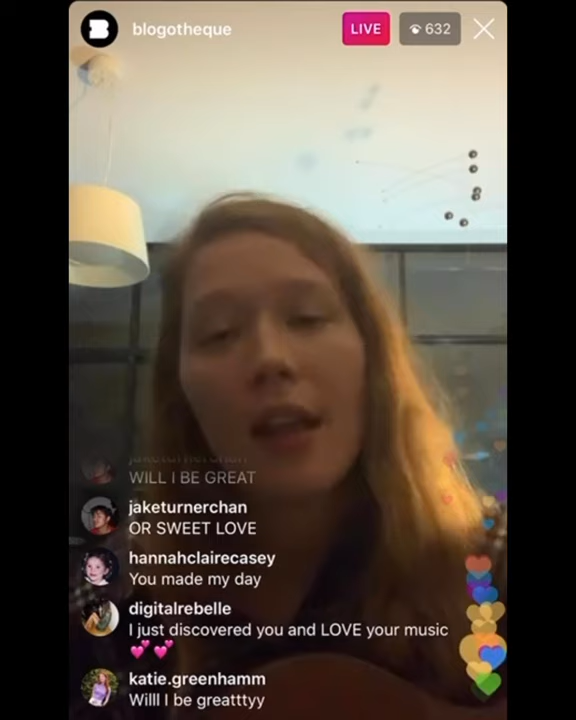 blogotheque
LIVE
632
jaketurnerchan
WILL I BE GREAT
jaketurnerchan
OR SWEET LOVE
hannahclairecasey
You made my day
digitalrebelle
I just discovered you and LOVE your music
💕 💕
katie.greenhamm
Willl I be greatttyy